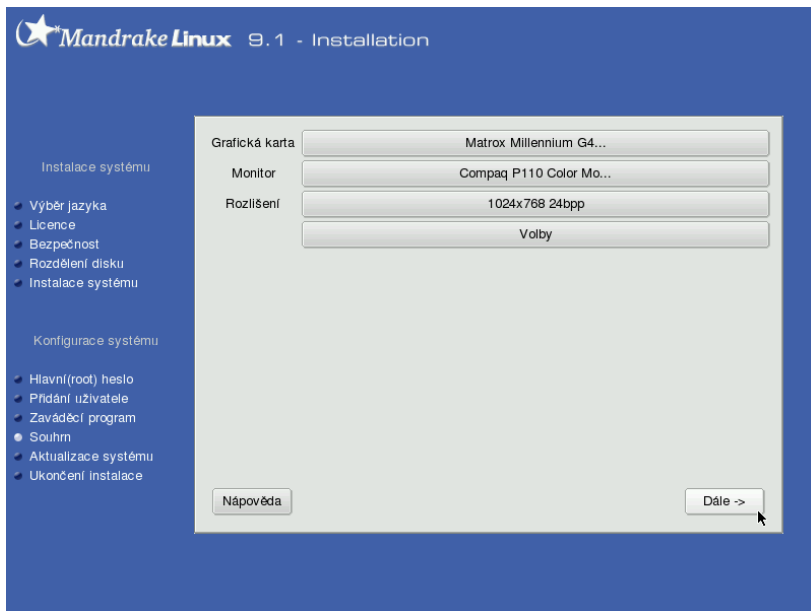 Mandrake Linux 9.1 - Installation
Instalace systému
Výběr jazyka
Licence
Bezpečnost
Rozdělení disku
Instalace systému
Konfigurace systému
Hlavní(root) heslo
Přidání uživatele
Zaváděcí program
Souhrn
Aktualizace systému
Ukončení instalace
Grafická karta Matrox Millennium G4...
Monitor Compaq P110 Color Mo...
Rozlišení 1024x768 24bpp
Volby
Nápověda Dále ->